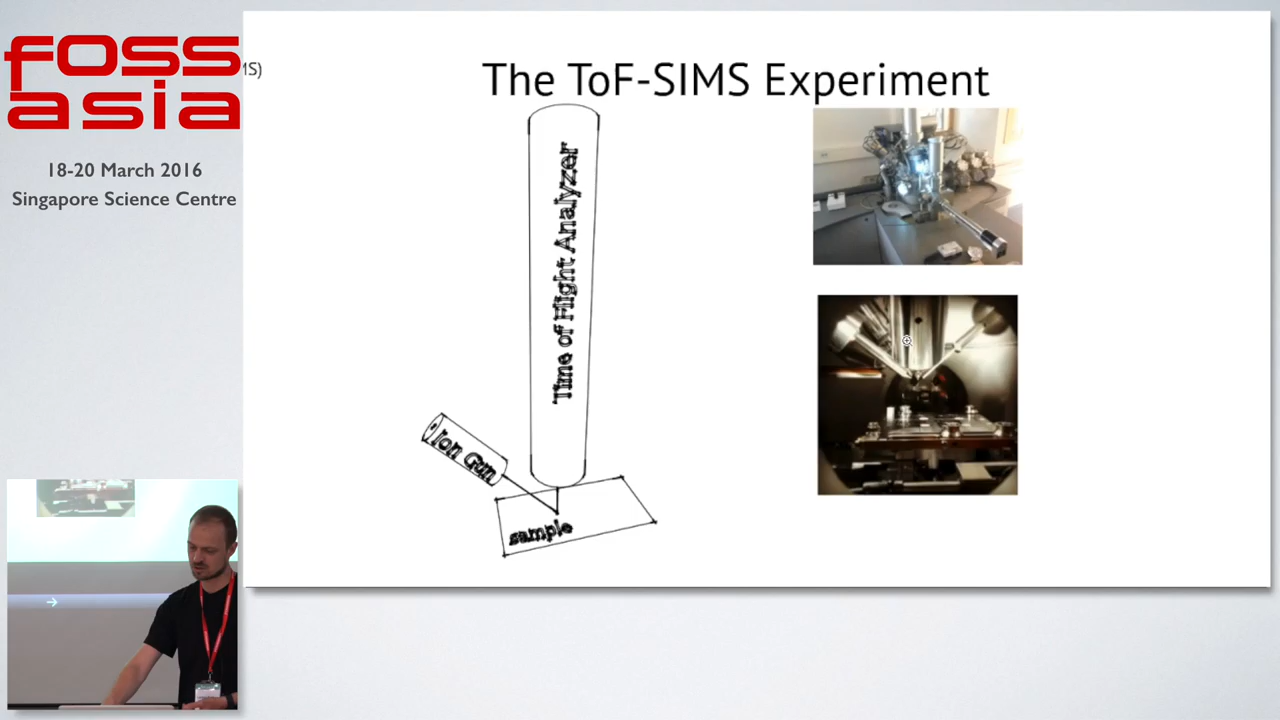 foss
asia
MS)
18-20 March 2016
Singapore Science Centre
The ToF-SIMS Experiment
Time of Flight Analyzer
Ion Gun
sample